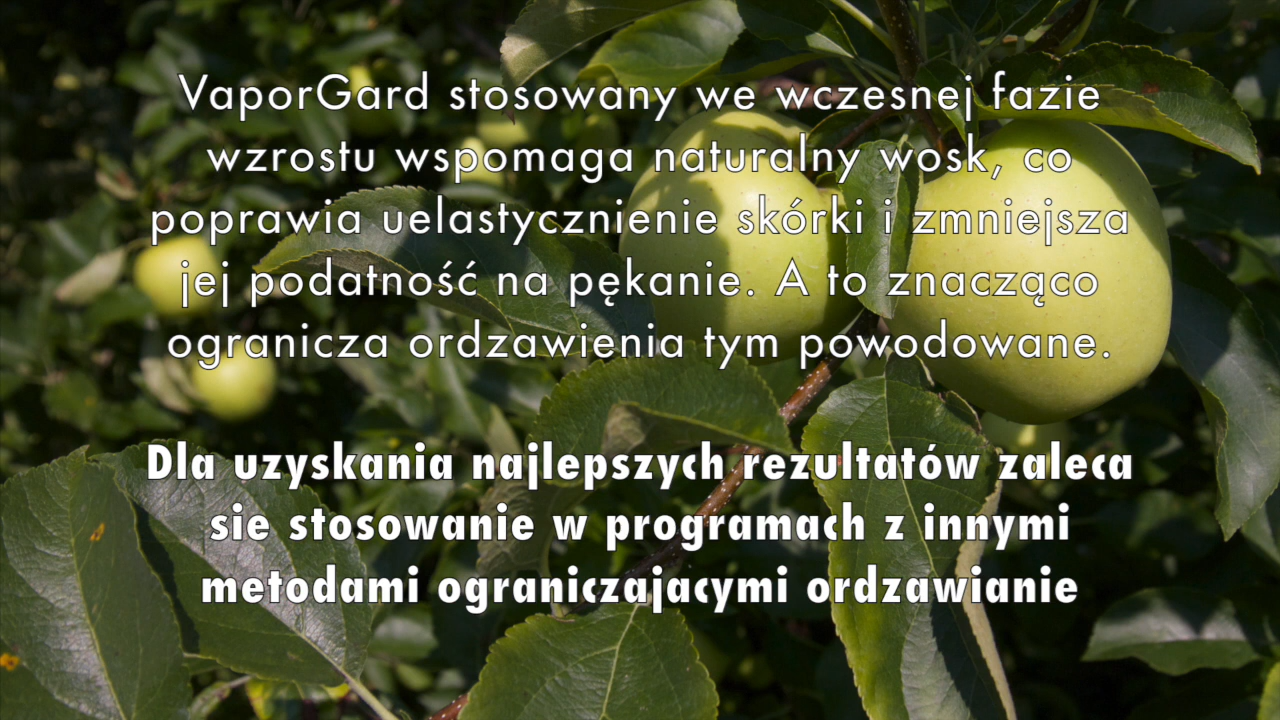 VaporGard stosowany we wczesnej fazie
wzrostu wspomaga naturalny wosk, co
poprawia uelastycznienie skórki i zmniejsza
jej podatność na pękanie. A to znacząco
ogranicza ordzawienia tym powodowane.
Dla uzyskania najlepszych rezultatów zaleca
sie stosowanie w programach z innymi
metodami ograniczajacymi ordzawianie